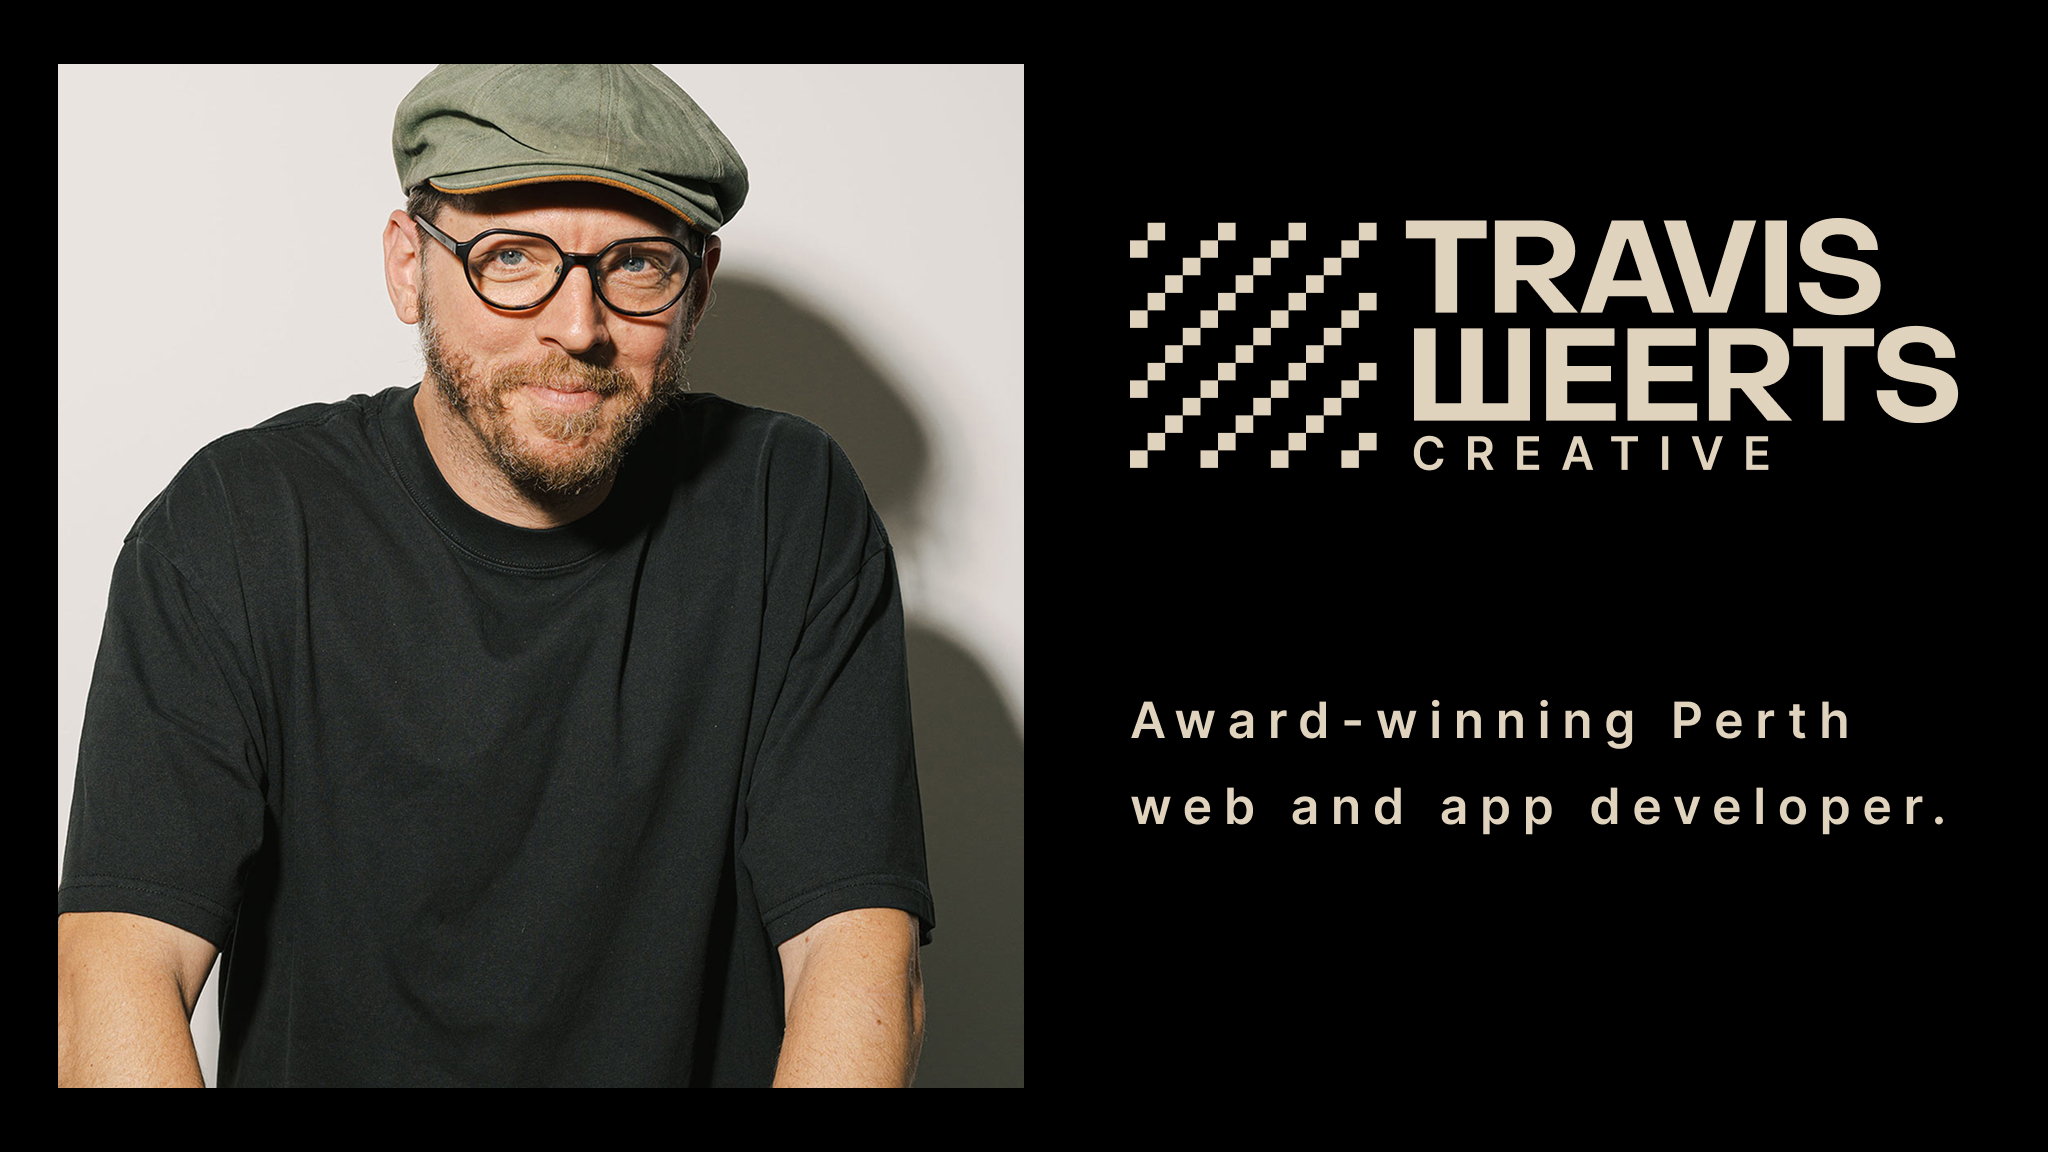 TRAVIS
WEERTS
CREATIVE
Award-winning Perth
web and app developer.